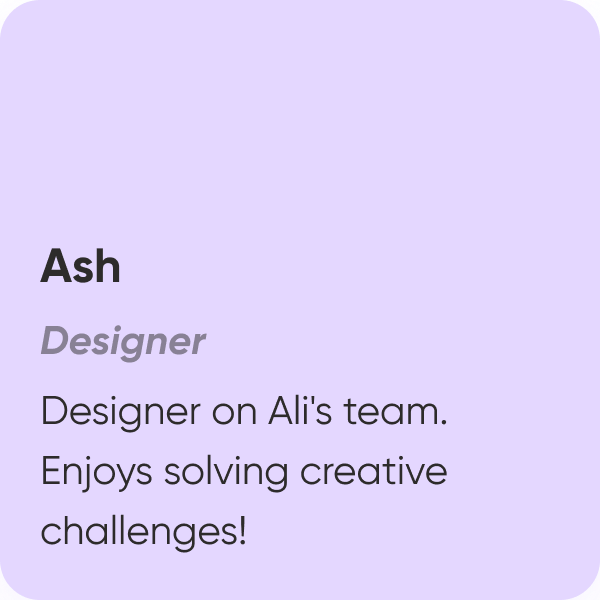 Ash
Designer
Designer on Ali's team.
Enjoys solving creative
challenges!